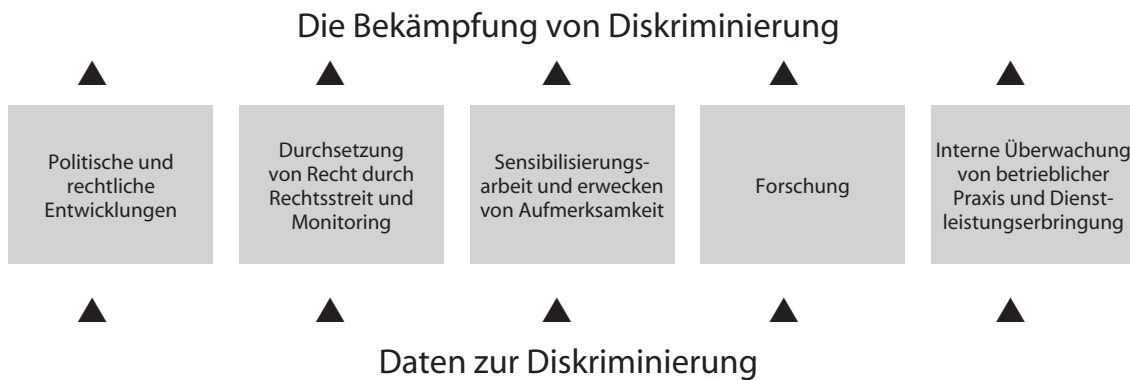 Die Bekämpfung von Diskriminierung
Politische und
rechtliche
Entwicklungen
Durchsetzung
von Recht durch
Rechtsstreit und
Monitoring
Sensibilisierungs-
arbeit und erwecken
von Aufmerksamkeit
Forschung
Interne Überwachung
von betrieblicher
Praxis und Dienst-
leistungserbringung
Daten zur Diskriminierung